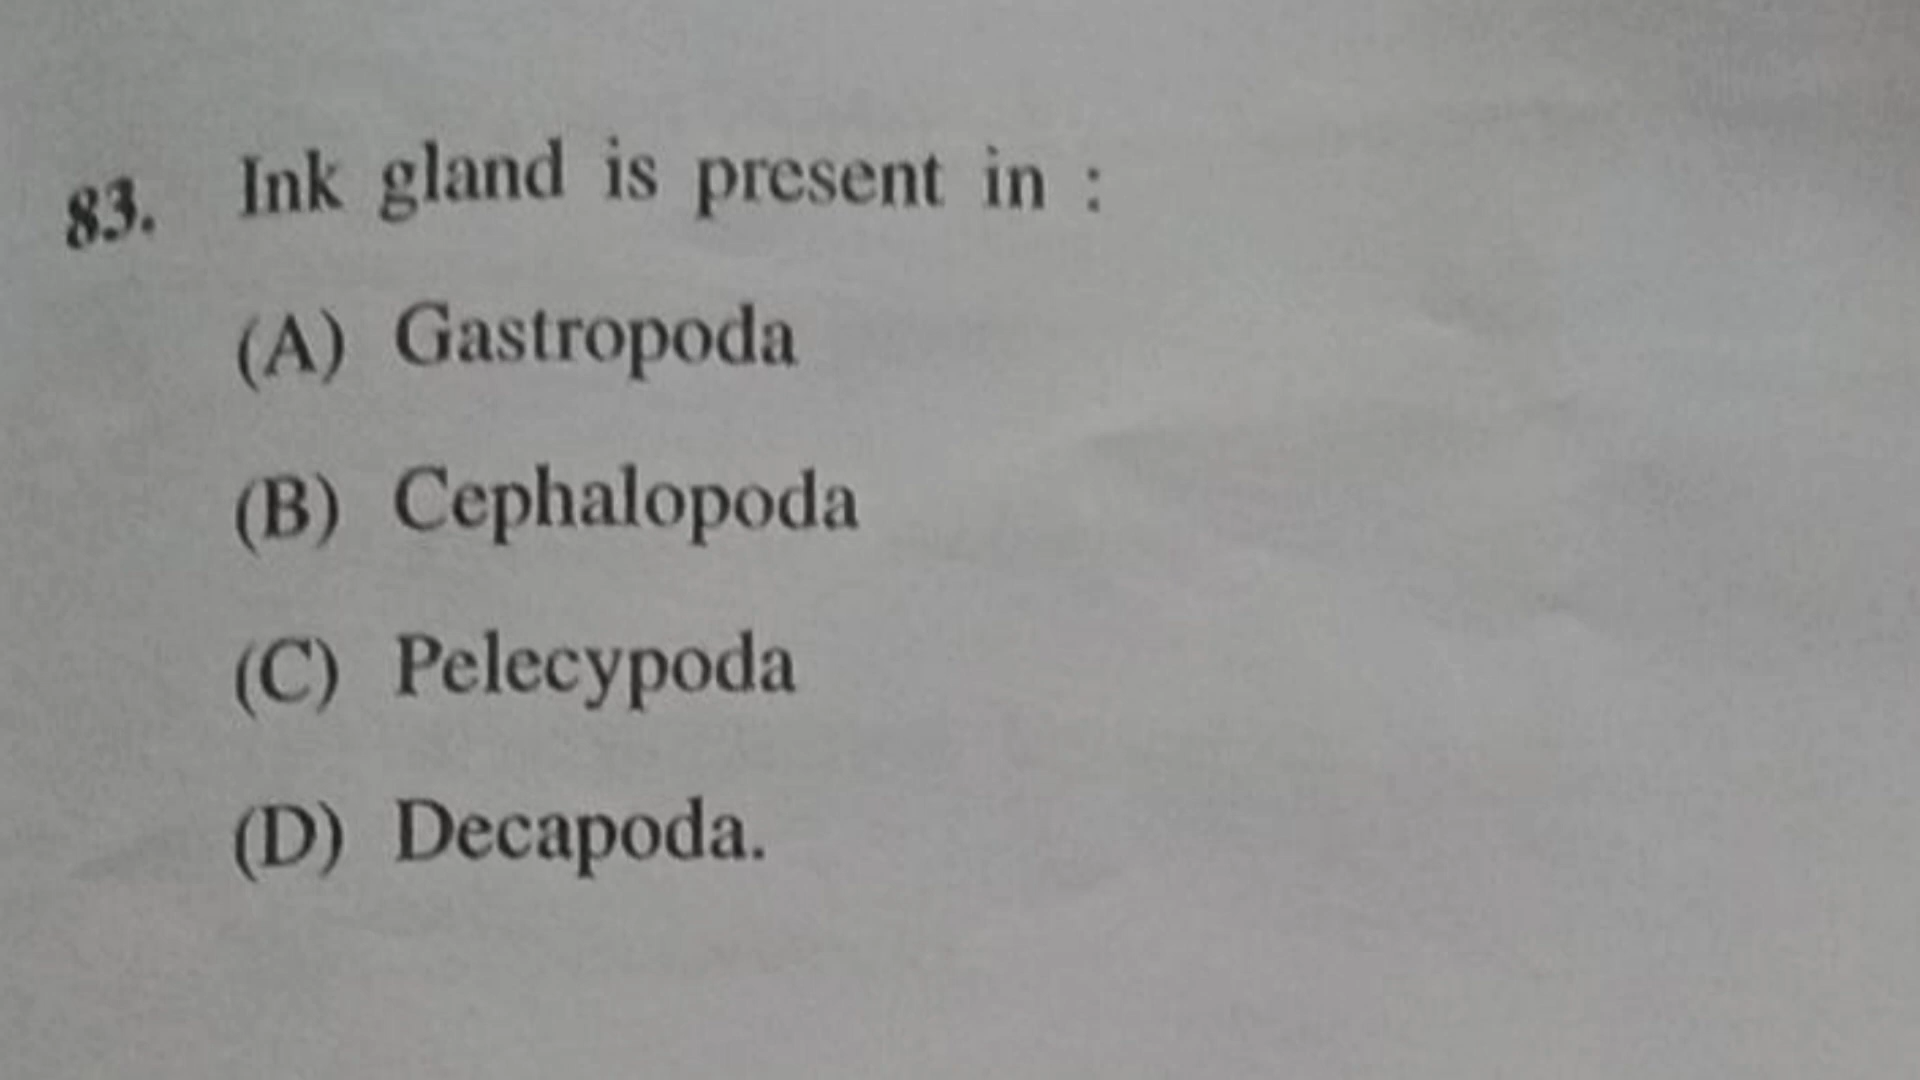 83. Ink gland is present in :
(A) Gastropoda
(B) Cephalopoda
(C) Pelecypoda
(D) Decapoda.